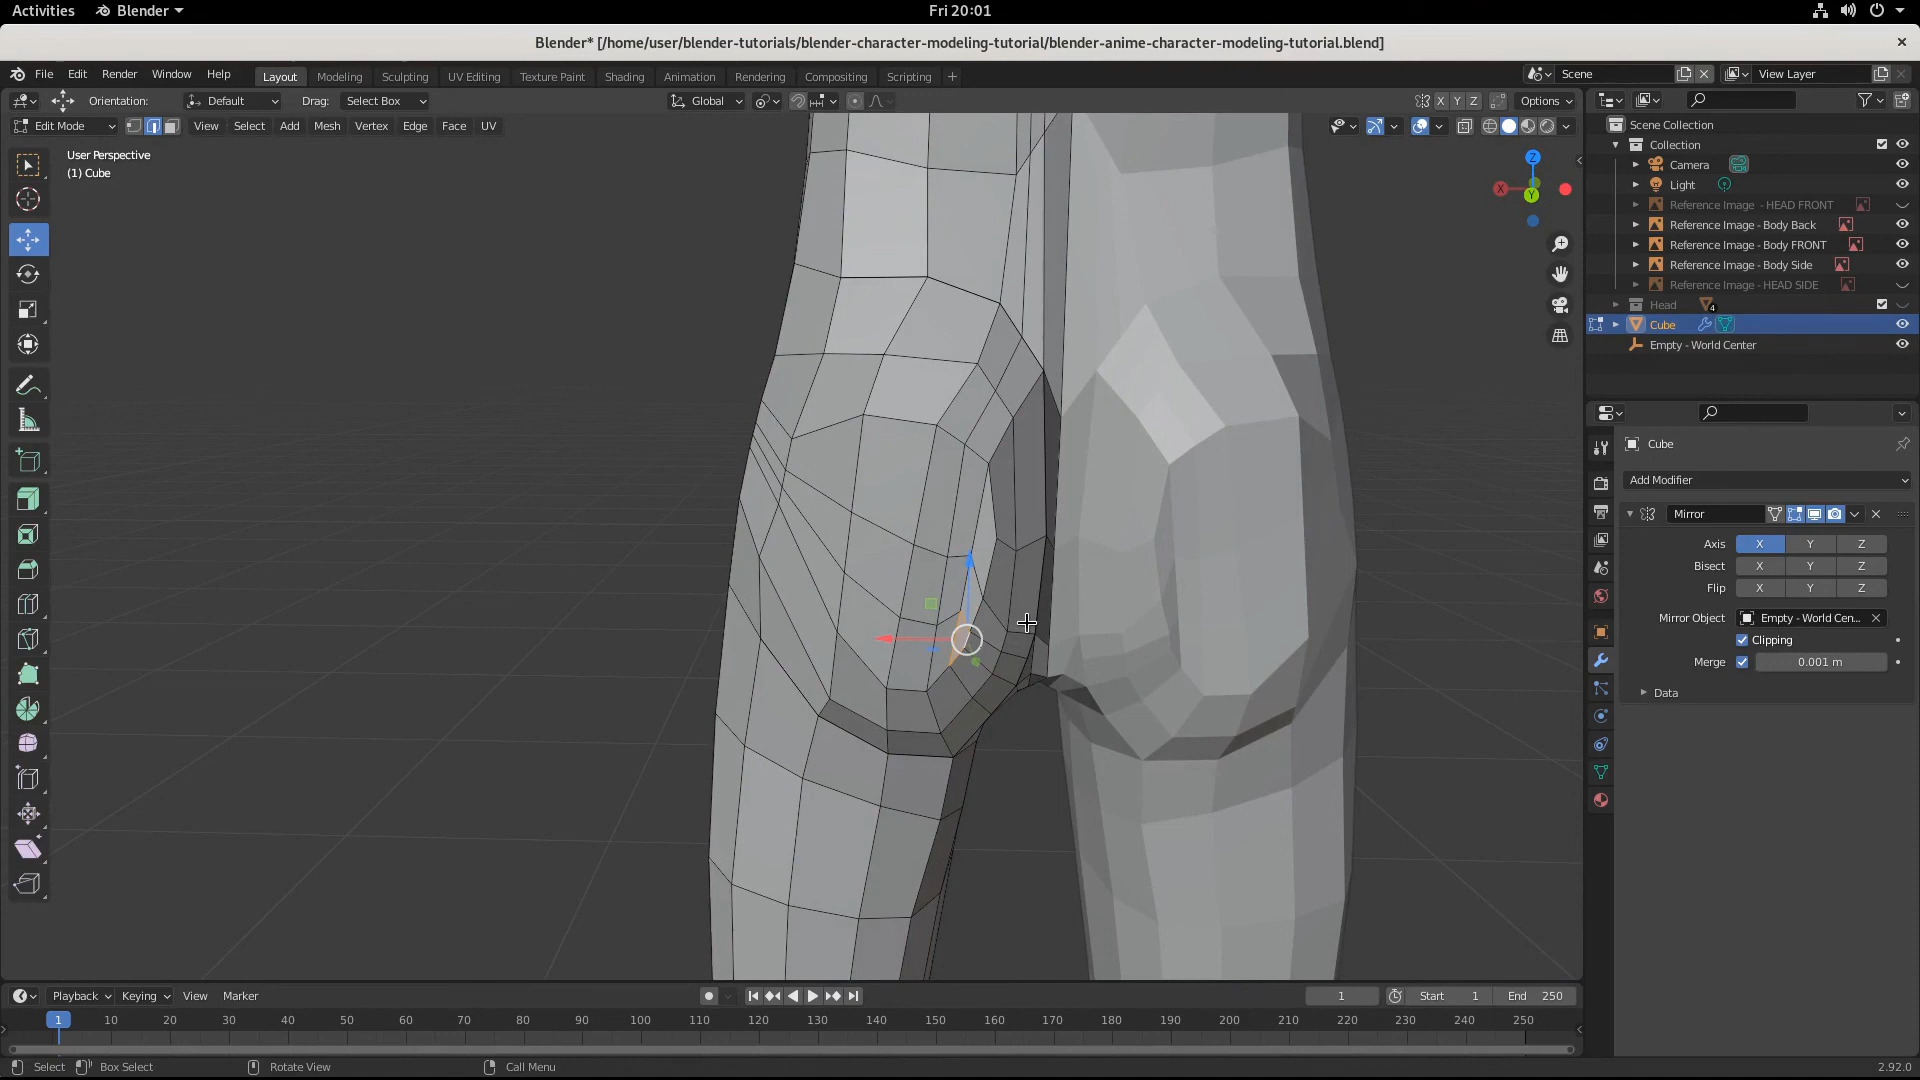 Activities Blender Fri 20:01
Blender* [/home/user/blender-tutorials/blender-character-modeling-tutorial/blender-anime-character-modeling-tutorial.blend]
File Edit Render Window Help Layout Modeling Sculpting UV Editing Texture Paint Shading Animation Rendering Compositing Scripting Scene View Layer
Orientation: Default Drag: Select Box Global X Y Z Options
Edit Mode View Select Add Mesh Vertex Edge Face UV
User Perspective
(1) Cube
Z
X
Y
Scene Collection
Collection
Camera
Light
Reference Image - HEAD FRONT
Reference Image - Body Back
Reference Image - Body FRONT
Reference Image - Body Side
Reference Image - HEAD SIDE
Head 4
Cube
Empty - World Center
Cube
Add Modifier
Mirror
Axis X Y Z
Bisect X Y Z
Flip X Y Z
Mirror Object Empty - World Cen...
Clipping
Merge 0.001 m
Data
Playback Keying View Marker 1 Start 1 End 250
1 10 20 30 40 50 60 70 80 90 100 110 120 130 140 150 160 170 180 190 200 210 220 230 240 250
Select Box Select Rotate View Call Menu 2.92.0